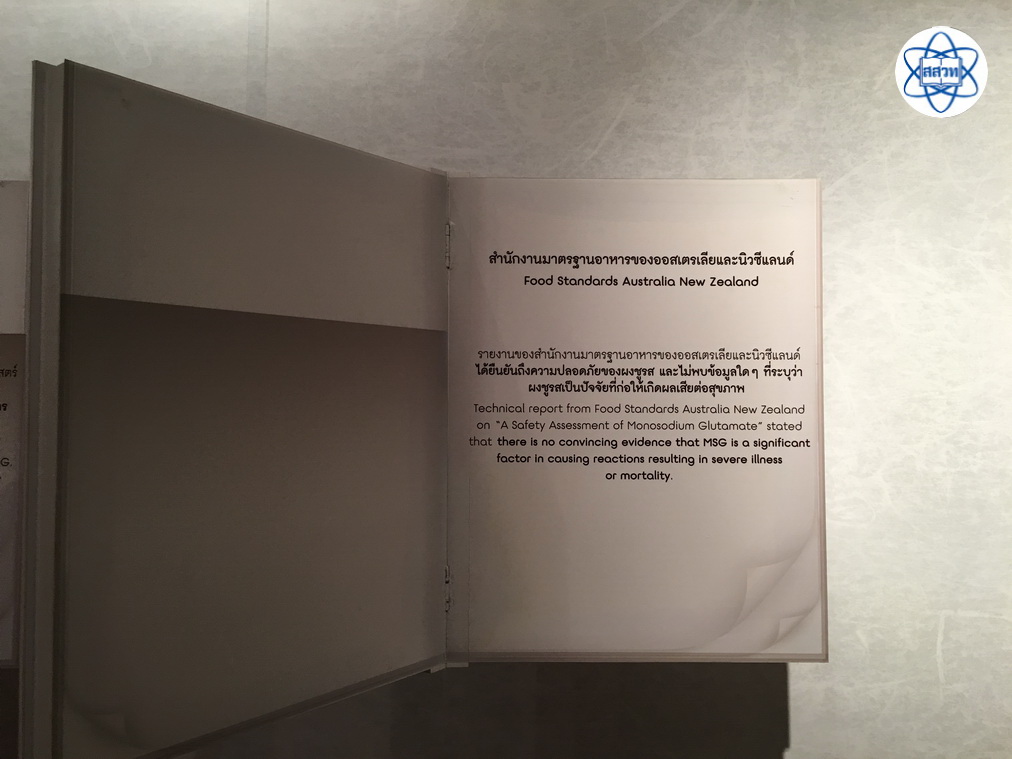 สสวท
สำนักงานมาตรฐานอาหารของออสเตรเลียและนิวซีแลนด์
Food Standards Australia New Zealand
รายงานของสำนักงานมาตรฐานอาหารของออสเตรเลียและนิวซีแลนด์
ได้ยืนยันถึงความปลอดภัยของผงชูรส และไม่พบข้อมูลใดๆ ที่ระบุว่า
ผงชูรสเป็นปัจจัยที่ก่อให้เกิดผลเสียต่อสุขภาพ
Technical report from Food Standards Australia New Zealand
on "A Safety Assessment of Monosodium Glutamate" stated
that there is no convincing evidence that MSG is a significant
factor in causing reactions resulting in severe illness
or mortality.